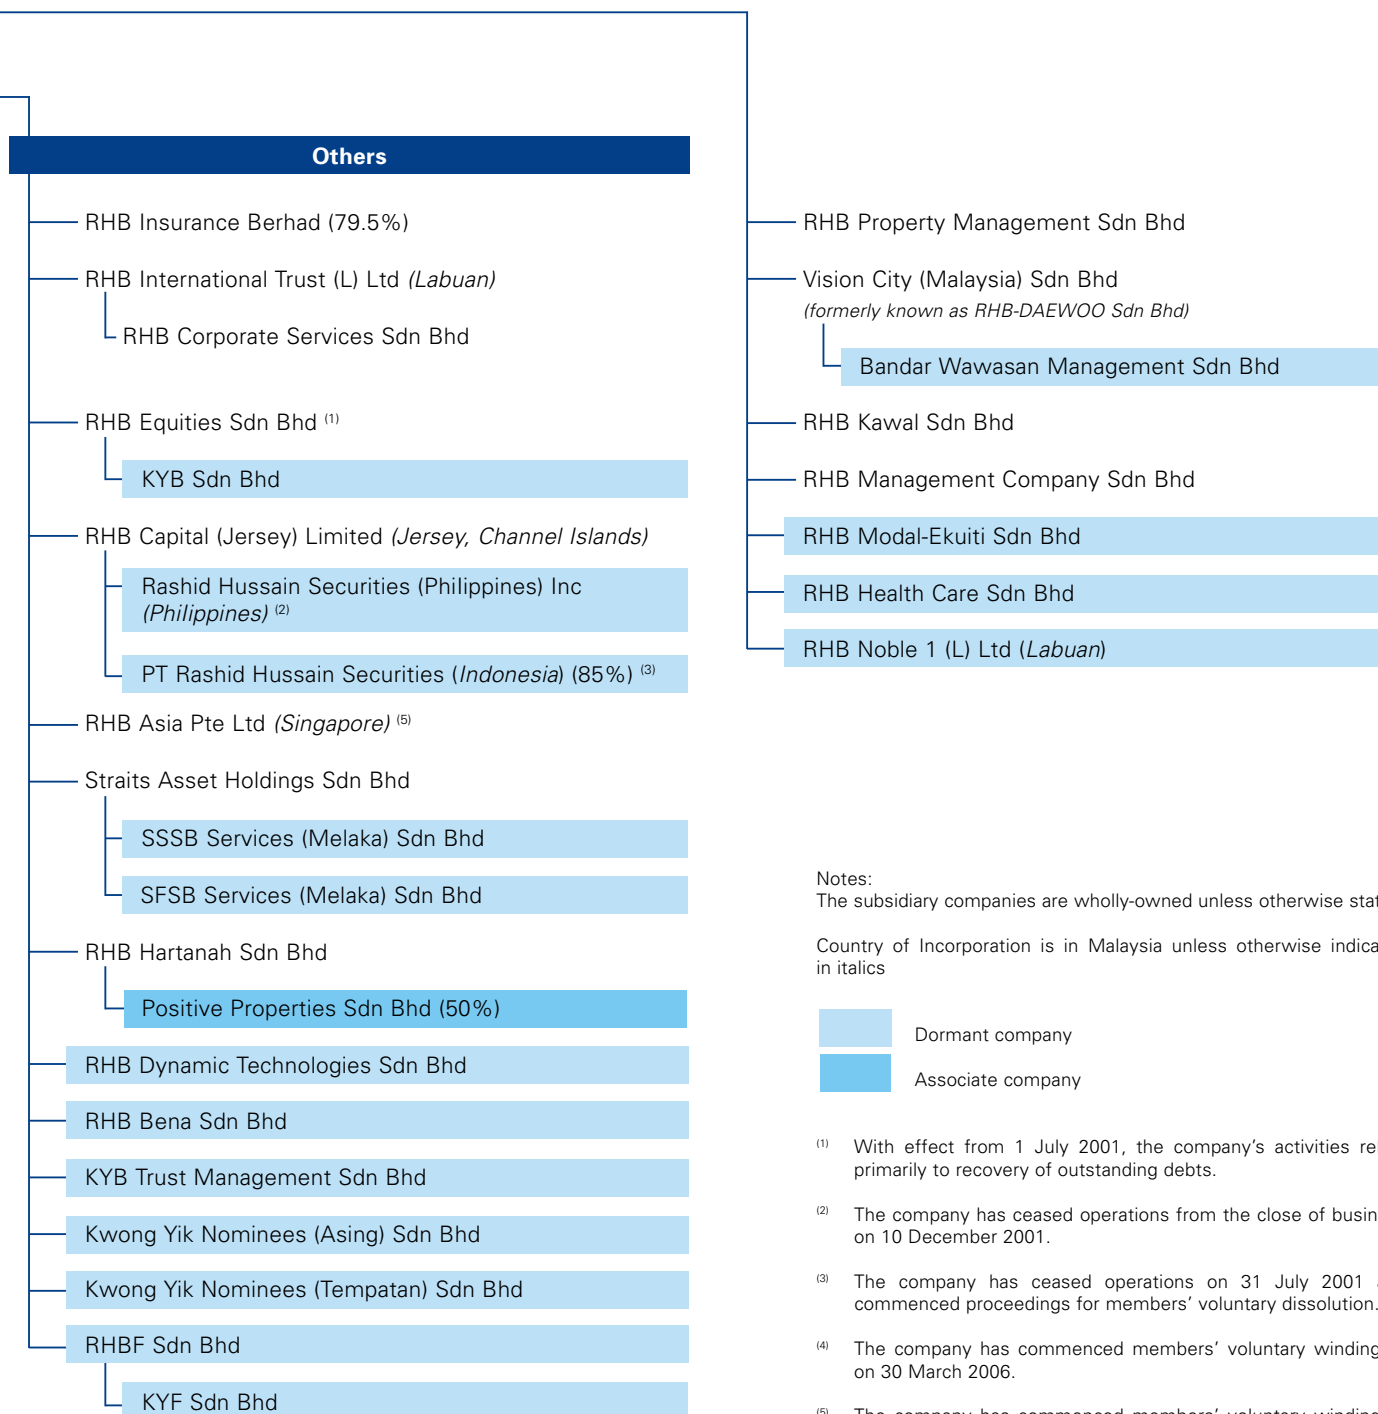 Others
RHB Insurance Berhad (79.5%)
RHB International Trust (L) Ltd (Labuan)
RHB Corporate Services Sdn Bhd
RHB Equities Sdn Bhd (1)
KYB Sdn Bhd
RHB Capital (Jersey) Limited (Jersey, Channel Islands)
Rashid Hussain Securities (Philippines) Inc
(Philippines) (2)
PT Rashid Hussain Securities (Indonesia) (85%) (3)
RHB Asia Pte Ltd (Singapore) (5)
Straits Asset Holdings Sdn Bhd
SSSB Services (Melaka) Sdn Bhd
SFSB Services (Melaka) Sdn Bhd
RHB Hartanah Sdn Bhd
Positive Properties Sdn Bhd (50%)
RHB Dynamic Technologies Sdn Bhd
RHB Bena Sdn Bhd
KYB Trust Management Sdn Bhd
Kwong Yik Nominees (Asing) Sdn Bhd
Kwong Yik Nominees (Tempatan) Sdn Bhd
RHBF Sdn Bhd
KYF Sdn Bhd
RHB Property Management Sdn Bhd
Vision City (Malaysia) Sdn Bhd
(formerly known as RHB-DAEWOO Sdn Bhd)
Bandar Wawasan Management Sdn Bhd
RHB Kawal Sdn Bhd
RHB Management Company Sdn Bhd
RHB Modal-Ekuiti Sdn Bhd
RHB Health Care Sdn Bhd
RHB Noble 1 (L) Ltd (Labuan)
Notes:
The subsidiary companies are wholly-owned unless otherwise
Country of Incorporation is in Malaysia unless otherwise
in italics
Dormant company
Associate company
(1) With effect from 1 July 2001, the company's activities
primarily to recovery of outstanding debts.
(2) The company has ceased operations from the close of
on 10 December 2001.
(3) The company has ceased operations on 31 July 2001
commenced proceedings for members' voluntary dissolution.
(4) The company has commenced members' voluntary winding
on 30 March 2006.
(5) The company has commenced members' voluntary winding